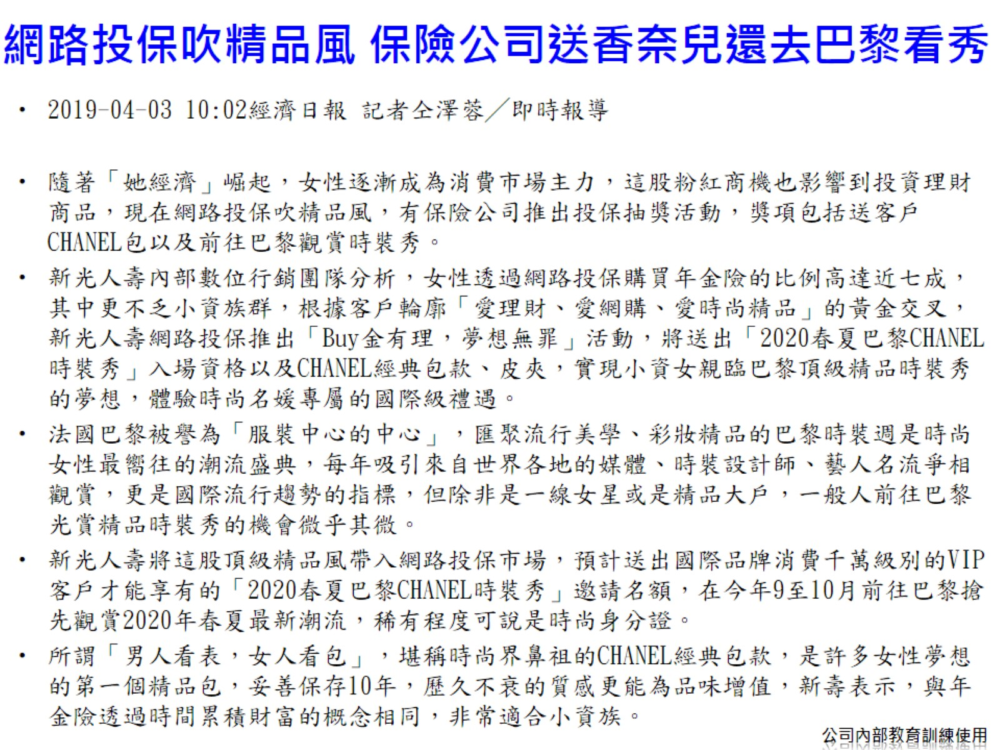 網路投保吹精品風 保險公司送香奈兒還去巴黎看秀
• 2019-04-03 10:02經濟日報 記者仝澤蓉╱即時報導
• 隨著「她經濟」崛起，女性逐漸成為消費市場主力，這股粉紅商機也影響到投資理財
商品，現在網路投保吹精品風，有保險公司推出投保抽獎活動，獎項包括送客戶
CHANEL包以及前往巴黎觀賞時裝秀。
• 新光人壽內部數位行銷團隊分析，女性透過網路投保購買年金險的比例高達近七成，
其中更不乏小資族群，根據客戶輪廓「愛理財、愛網購、愛時尚精品」的黃金交叉，
新光人壽網路投保推出「Buy金有理，夢想無罪」活動，將送出「2020春夏巴黎CHANEL
時裝秀」入場資格以及CHANEL經典包款、皮夾，實現小資女親臨巴黎頂級精品時裝秀
的夢想，體驗時尚名媛專屬的國際級禮遇。
• 法國巴黎被譽為「服裝中心的中心」，匯聚流行美學、彩妝精品的巴黎時裝週是時尚
女性最嚮往的潮流盛典，每年吸引來自世界各地的媒體、時裝設計師、藝人名流爭相
觀賞，更是國際流行趨勢的指標，但除非是一線女星或是精品大戶，一般人前往巴黎
光賞精品時裝秀的機會微乎其微。
• 新光人壽將這股頂級精品風帶入網路投保市場，預計送出國際品牌消費千萬級別的VIP
客戶才能享有的「2020春夏巴黎CHANEL時裝秀」邀請名額，在今年9至10月前往巴黎搶
先觀賞2020年春夏最新潮流，稀有程度可說是時尚身分證。
• 所謂「男人看表，女人看包」，堪稱時尚界鼻祖的CHANEL經典包款，是許多女性夢想
的第一個精品包，妥善保存10年，歷久不衰的質感更能為品味增值，新壽表示，與年
金險透過時間累積財富的概念相同，非常適合小資族。
公司內部教育訓練使用